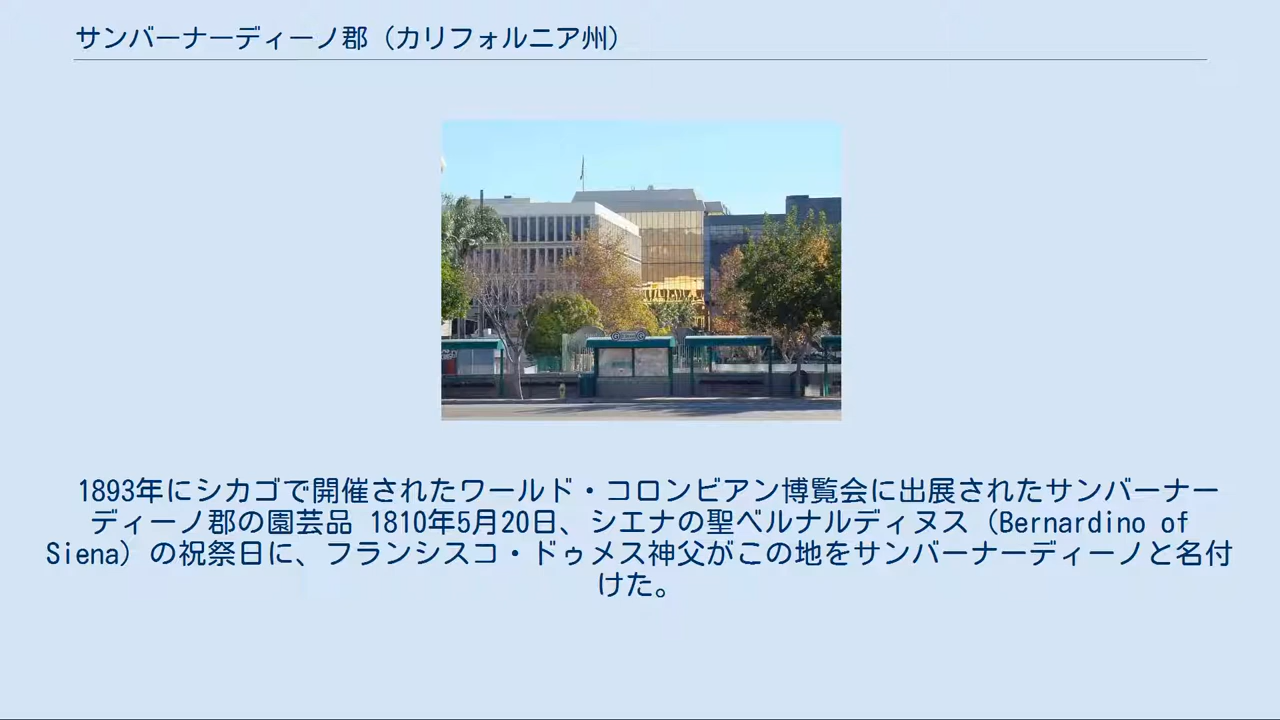 サンバーナーディーノ郡（カリフォルニア州）
1893年にシカゴで開催されたワールド・コロンビアン博覧会に出展されたサンバーナー
ディーノ郡の園芸品 1810年5月20日、シエナの聖ベルナルディヌス（Bernardino of
Siena）の祝祭日に、フランシスコ・ドゥメス神父がこの地をサンバーナーディーノと名付
けた。